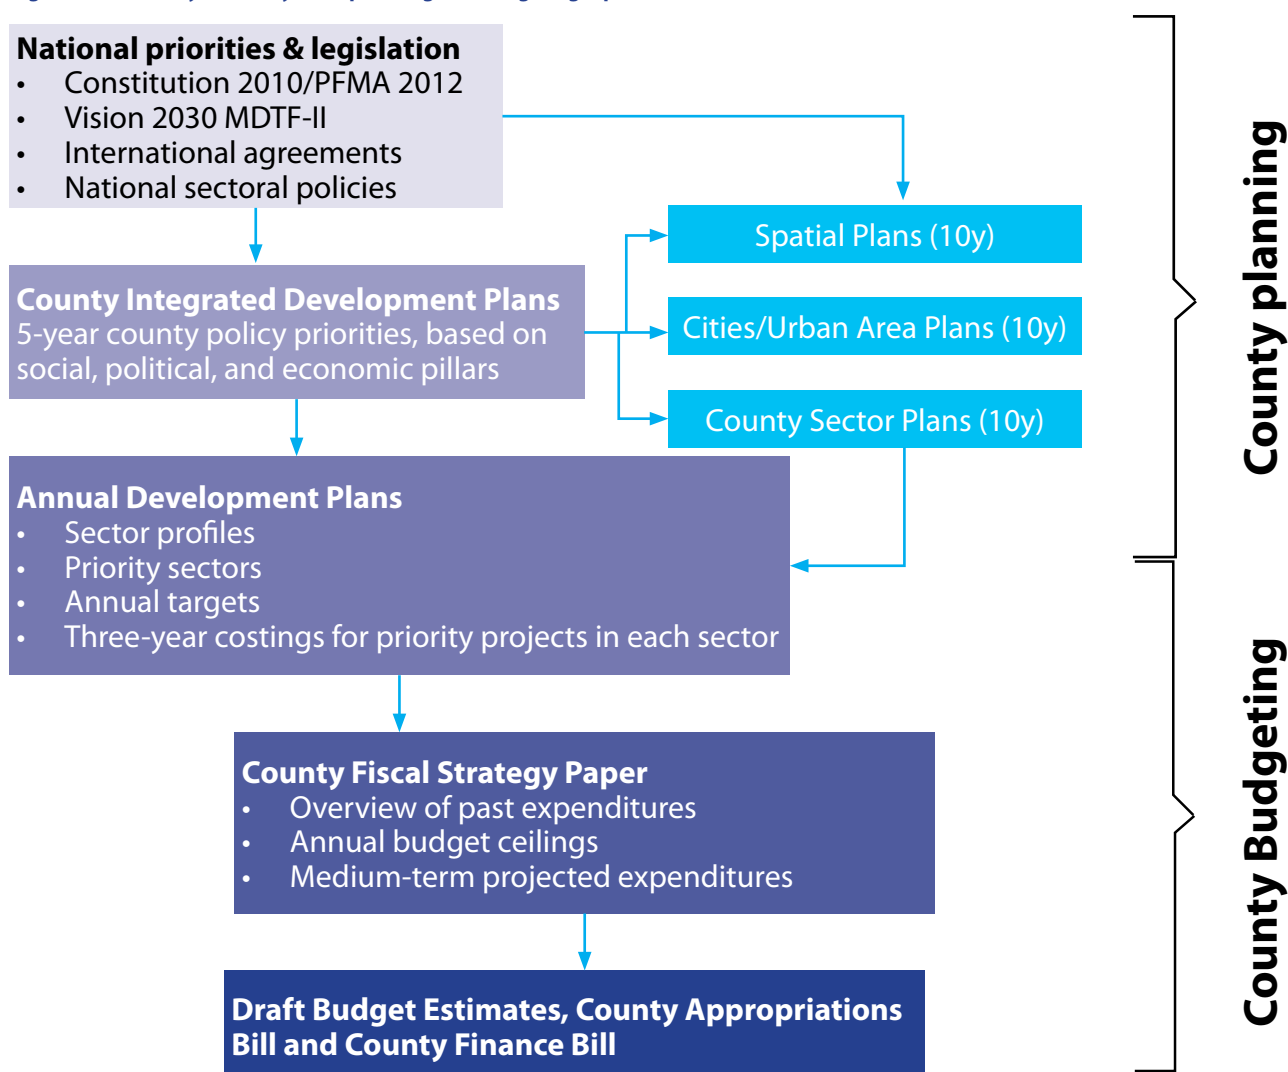 National priorities & legislation
• Constitution 2010/PFMA 2012
• Vision 2030 MDTF-II
• International agreements
• National sectoral policies
Spatial Plans (10y)
County Integrated Development Plans
5-year county policy priorities, based on
social, political, and economic pillars
Cities/Urban Area Plans (10y)
County Sector Plans (10y)
County planning
Annual Development Plans
• Sector profiles
• Priority sectors
• Annual targets
• Three-year costings for priority projects in each sector
County Fiscal Strategy Paper
• Overview of past expenditures
• Annual budget ceilings
• Medium-term projected expenditures
Draft Budget Estimates, County Appropriations
Bill and County Finance Bill
County Budgeting